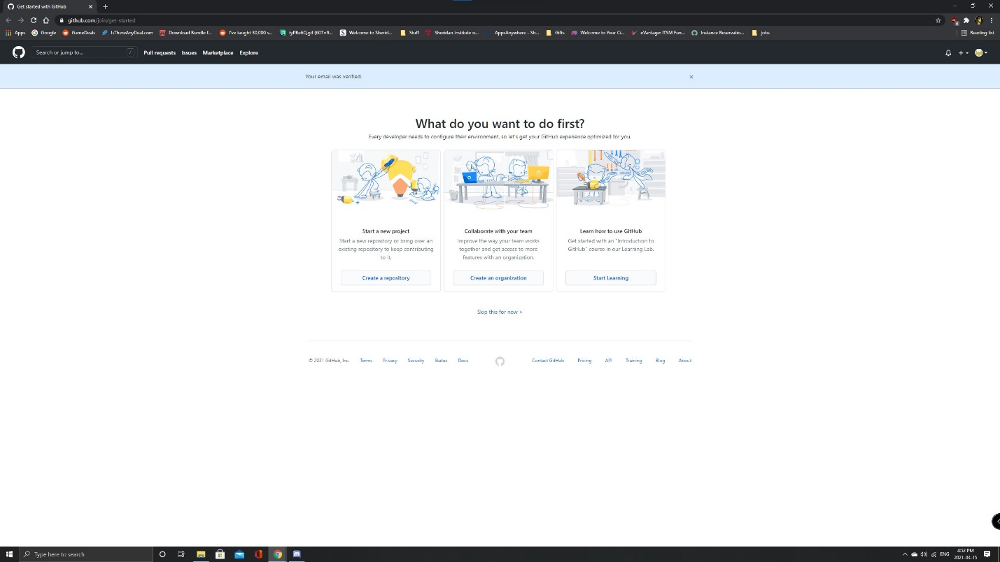 Get started with GitHub
github.com/join/get-started
Apps Google GameDeals IsThereAnyDeal.com Download Bundle f... I've taught 30,000 s... tyPBe6Q.gif (607×9... Welcome to Sherid... Stuff Sheridan Institute o... AppsAnywhere - Sh... Gifts Welcome to Your Ci... eVantage: ITSM Fun... Instance Reservatio... jobs Reading list
Search or jump to... / Pull requests Issues Marketplace Explore
Your email was verified.
What do you want to do first?
Every developer needs to configure their environment, so let's get your GitHub experience optimized for you.
Start a new project
Start a new repository or bring over an
existing repository to keep contributing
to it.
Create a repository
Collaborate with your team
Improve the way your team works
together and get access to more
features with an organization.
Create an organization
Learn how to use GitHub
Get started with an "Introduction to
GitHub" course in our Learning Lab.
Start Learning
Skip this for now >
© 2021 GitHub, Inc. Terms Privacy Security Status Docs Contact GitHub Pricing API Training Blog About
Type here to search
ENG
4:52 PM
2021-03-15